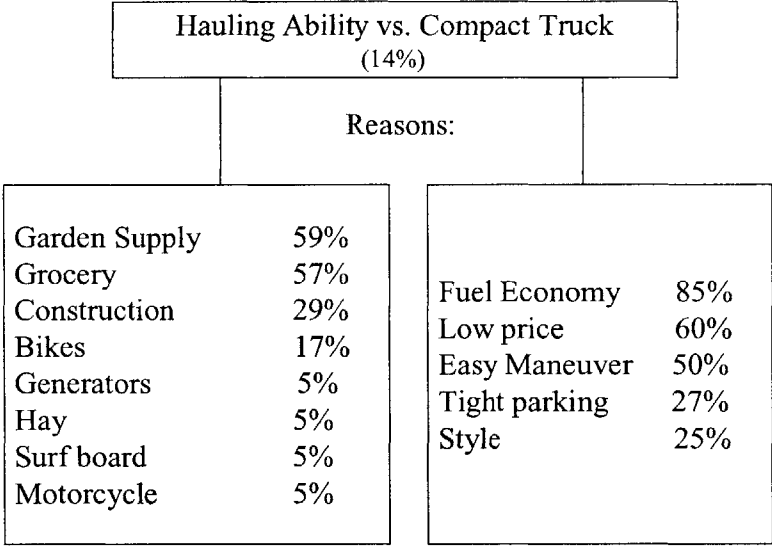 Hauling Ability vs. Compact Truck
(14%)
Reasons:
Garden Supply 59%
Grocery 57%
Construction 29%
Bikes 17%
Generators 5%
Hay 5%
Surf board 5%
Motorcycle 5%
Fuel Economy 85%
Low price 60%
Easy Maneuver 50%
Tight parking 27%
Style 25%